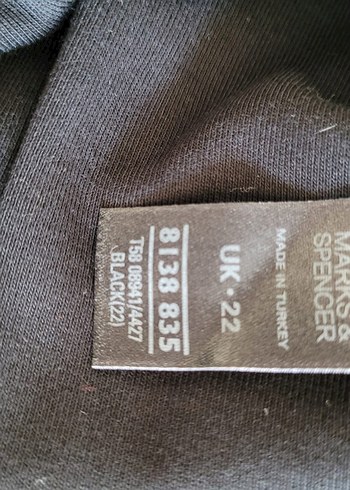 MARKS &
SPENCER
MADE IN TURKEY
UK • 22
8138 835
T58 08941/4427
BLACK(22)